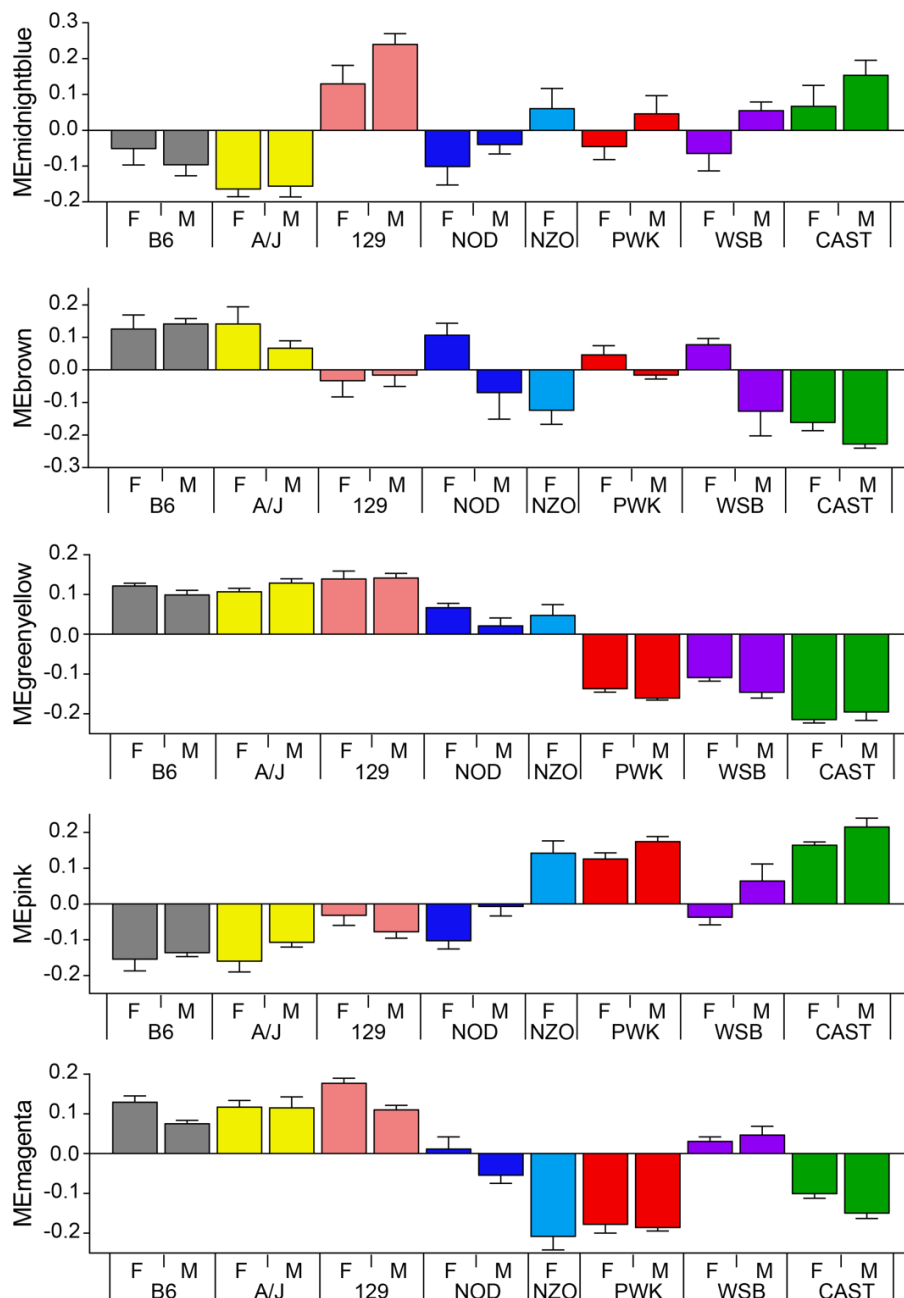 MEmidnightblue
0.3
0.2
0.1
0.0
-0.1
-0.2
F M F M F M F M F F M F M F M
B6 A/J 129 NOD NZO PWK WSB CAST
MEbrown
0.2
0.1
0.0
-0.1
-0.2
-0.3
F M F M F M F M F F M F M F M
B6 A/J 129 NOD NZO PWK WSB CAST
MEgreenyellow
0.2
0.1
0.0
-0.1
-0.2
F M F M F M F M F F M F M F M
B6 A/J 129 NOD NZO PWK WSB CAST
MEpink
0.2
0.1
0.0
-0.1
-0.2
F M F M F M F M F F M F M F M
B6 A/J 129 NOD NZO PWK WSB CAST
MEmagenta
0.2
0.1
0.0
-0.1
-0.2
F M F M F M F M F F M F M F M
B6 A/J 129 NOD NZO PWK WSB CAST